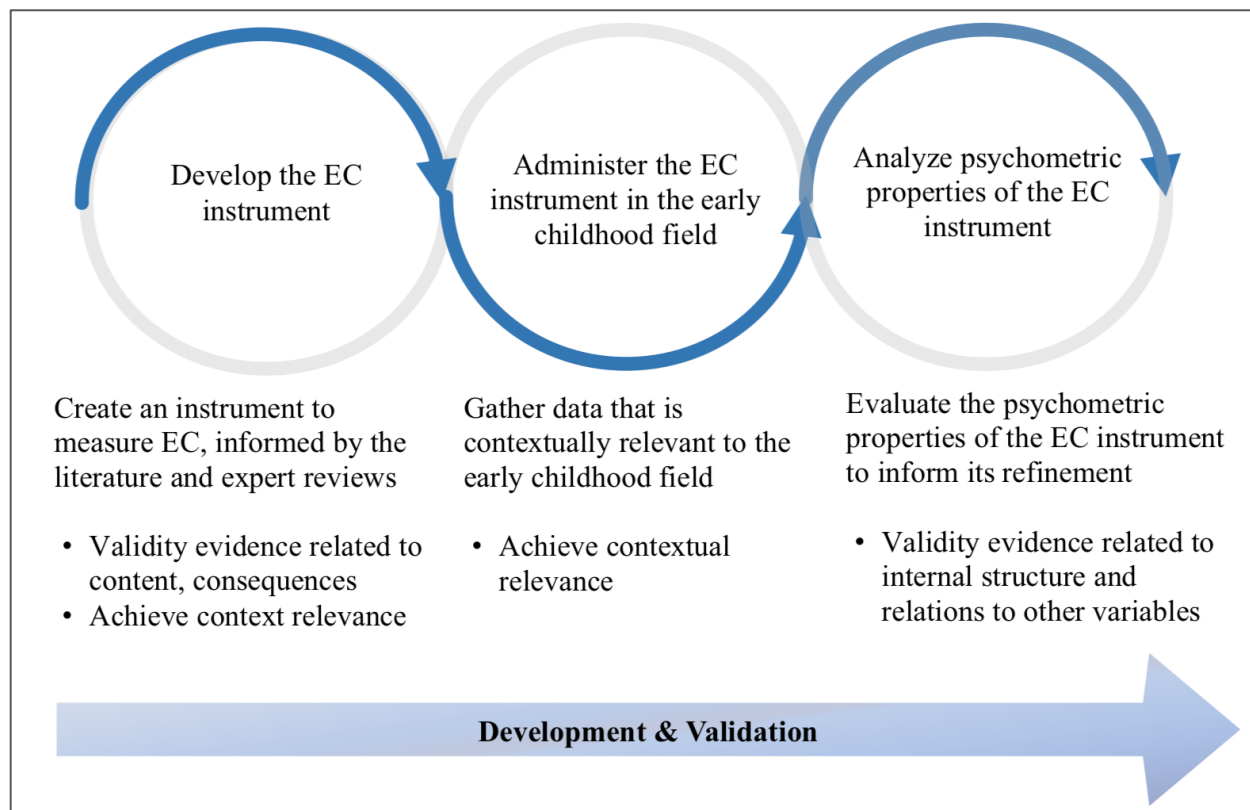 Develop the EC
instrument
Administer the EC
instrument in the early
childhood field
Analyze psychometric
properties of the EC
instrument
Create an instrument to
measure EC, informed by the
literature and expert reviews
• Validity evidence related to
content, consequences
• Achieve context relevance
Gather data that is
contextually relevant to the
early childhood field
• Achieve contextual
relevance
Evaluate the psychometric
properties of the EC instrument
to inform its refinement
• Validity evidence related to
internal structure and
relations to other variables
Development & Validation